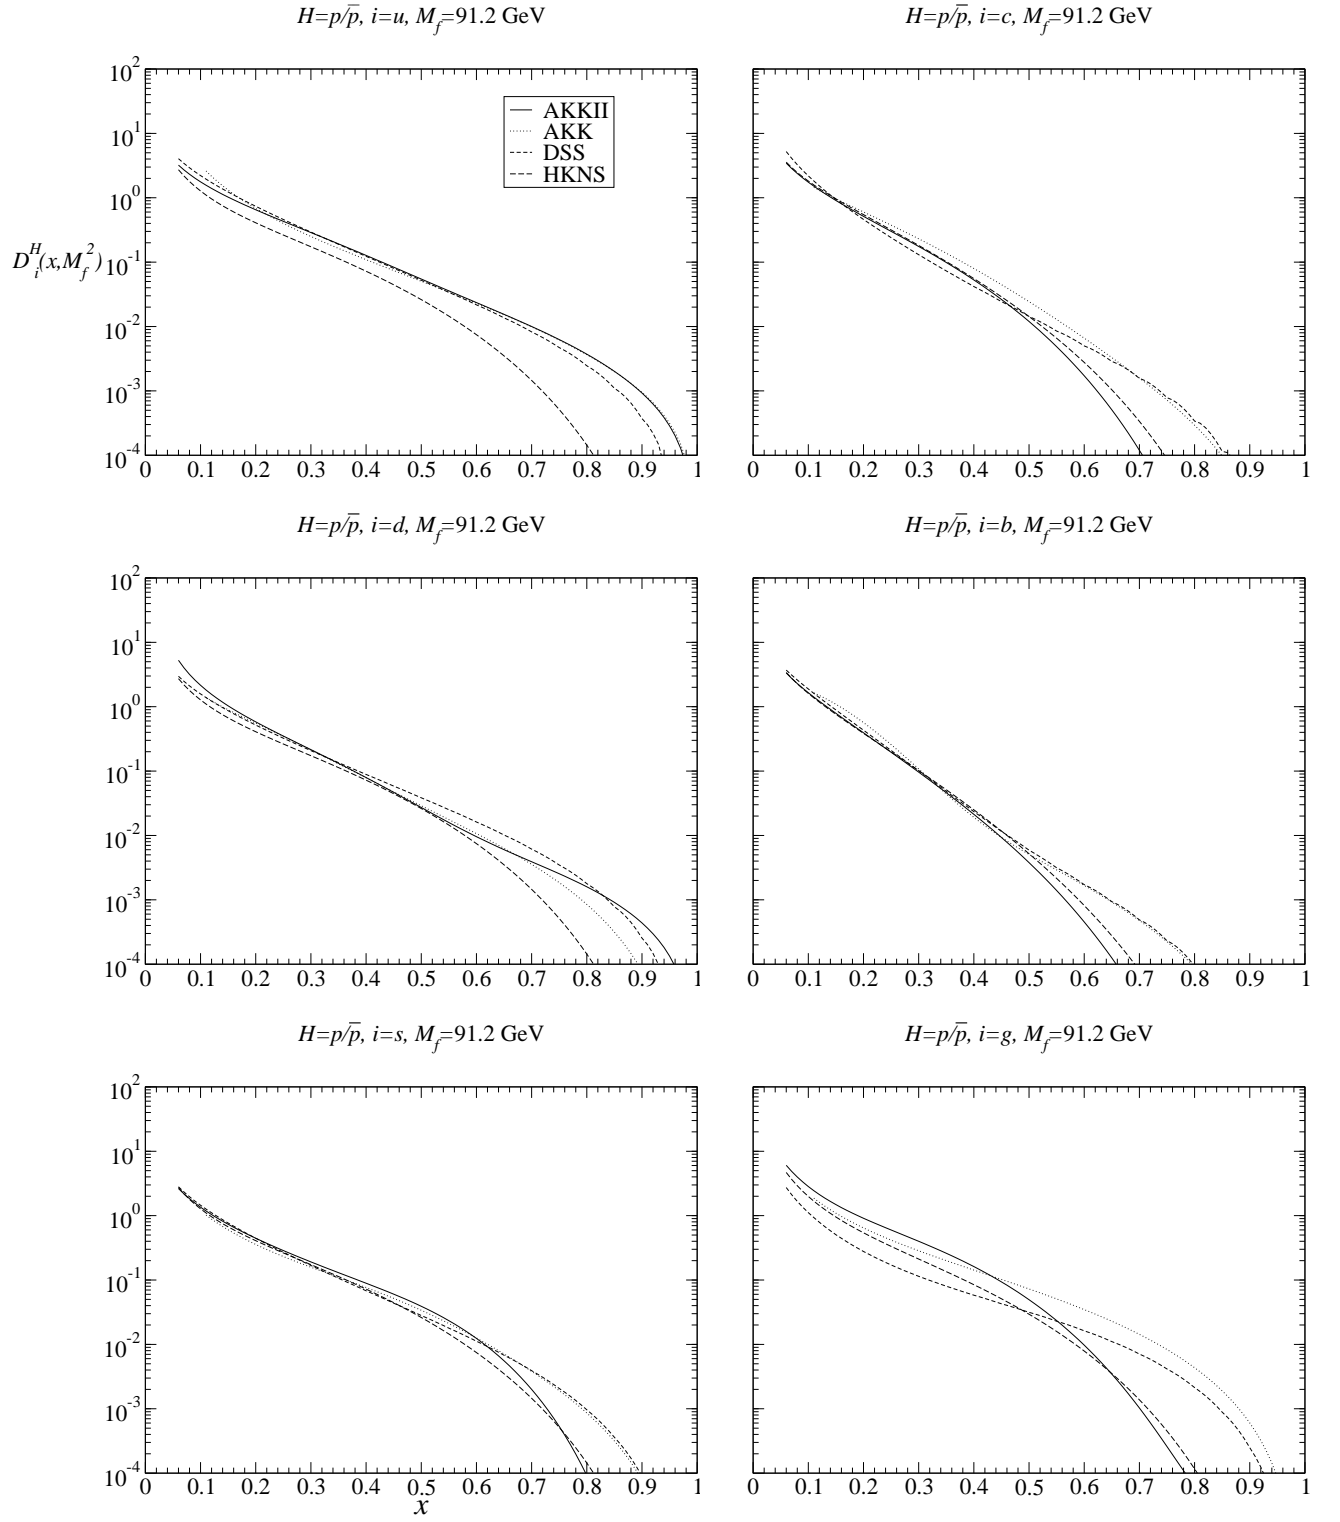 H=p/p̅, i=u, M_f=91.2 GeV
H=p/p̅, i=c, M_f=91.2 GeV
10^2
10^1
10^0
D_i^H(x,M_f^2)
10^-1
10^-2
10^-3
10^-4
AKKII
AKK
DSS
HKNS
0 0.1 0.2 0.3 0.4 0.5 0.6 0.7 0.8 0.9 1
0 0.1 0.2 0.3 0.4 0.5 0.6 0.7 0.8 0.9 1
H=p/p̅, i=d, M_f=91.2 GeV
H=p/p̅, i=b, M_f=91.2 GeV
10^2
10^1
10^0
10^-1
10^-2
10^-3
10^-4
0 0.1 0.2 0.3 0.4 0.5 0.6 0.7 0.8 0.9 1
0 0.1 0.2 0.3 0.4 0.5 0.6 0.7 0.8 0.9 1
H=p/p̅, i=s, M_f=91.2 GeV
H=p/p̅, i=g, M_f=91.2 GeV
10^2
10^1
10^0
10^-1
10^-2
10^-3
10^-4
0 0.1 0.2 0.3 0.4 0.5 0.6 0.7 0.8 0.9 1
x
0 0.1 0.2 0.3 0.4 0.5 0.6 0.7 0.8 0.9 1